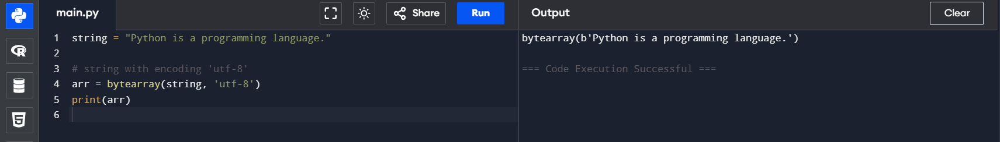 main.py
Share
Run
Output
Clear
1 string = "Python is a programming language."
2
3 # string with encoding 'utf-8'
4 arr = bytearray(string, 'utf-8')
5 print(arr)
6
bytearray(b'Python is a programming language.')
=== Code Execution Successful ===
R
5